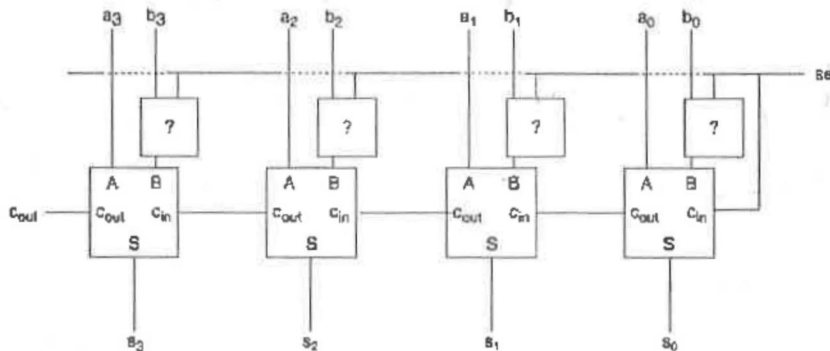 a3 b3 a2 b2 a1 b1 a0 b0
se
? ? ? ?
A B A B A B A B
cout cout cin cout cin cout cin cout cin
S S S S
s3 s2 s1 s0